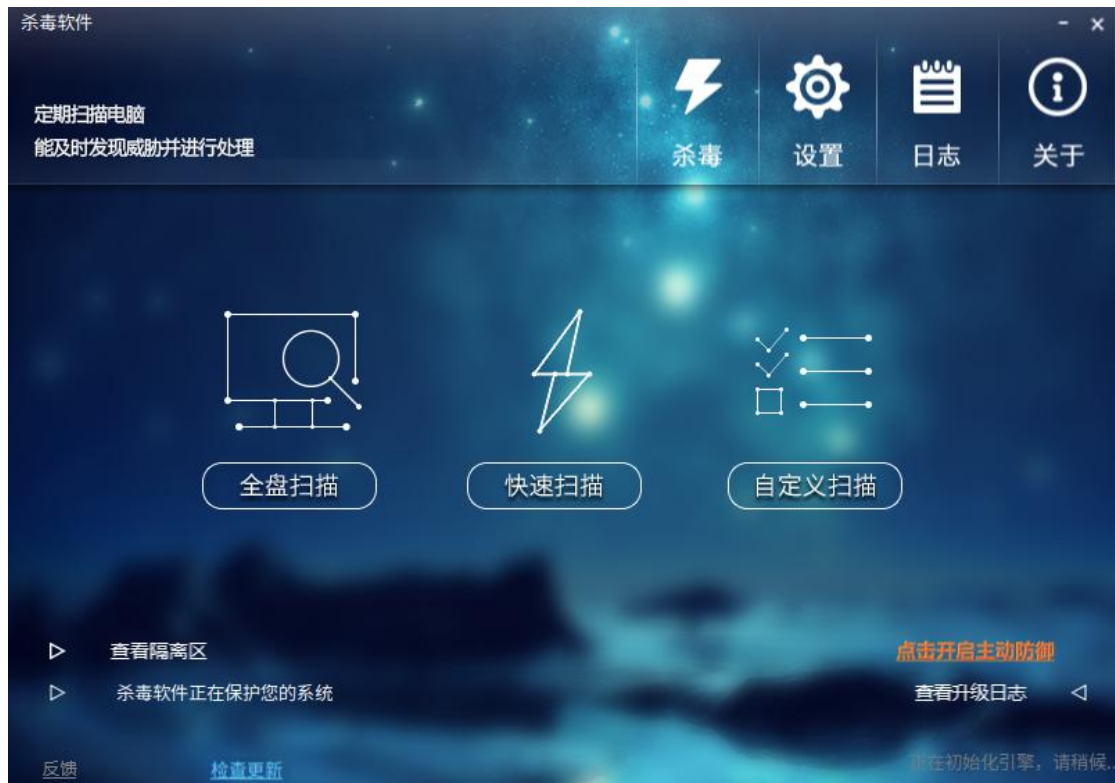 杀毒软件
定期扫描电脑
能及时发现威胁并进行处理
杀毒 设置 日志 关于
全盘扫描 快速扫描 自定义扫描
查看隔离区 点击开启主动防御
杀毒软件正在保护您的系统 查看升级日志
反馈 检查更新 正在初始化引擎，请稍候..